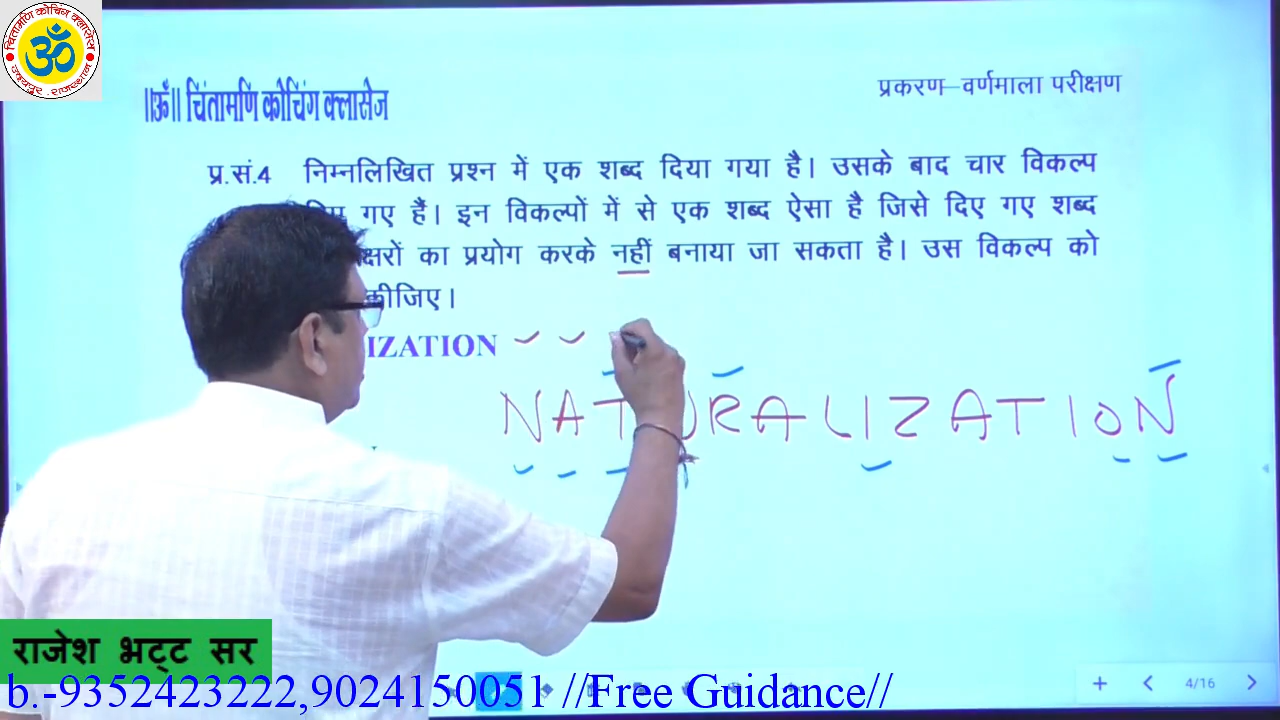 चिंतामणि कोचिंग क्लासेस
ॐ
उदयपुर . राजस्थान
॥ॐ॥ चिंतामणि कोचिंग क्लासेज
प्रकरण–वर्णमाला परीक्षण
प्र.सं.4 निम्नलिखित प्रश्न में एक शब्द दिया गया है। उसके बाद चार विकल्प
गए हैं। इन विकल्पों में से एक शब्द ऐसा है जिसे दिए गए शब्द
का प्रयोग करके नहीं बनाया जा सकता है। उस विकल्प को
कीजिए।
IZATION
NATURALIZATION
राजेश भट्ट सर
b.-9352423222,9024150051 //Free Guidance//
4/16